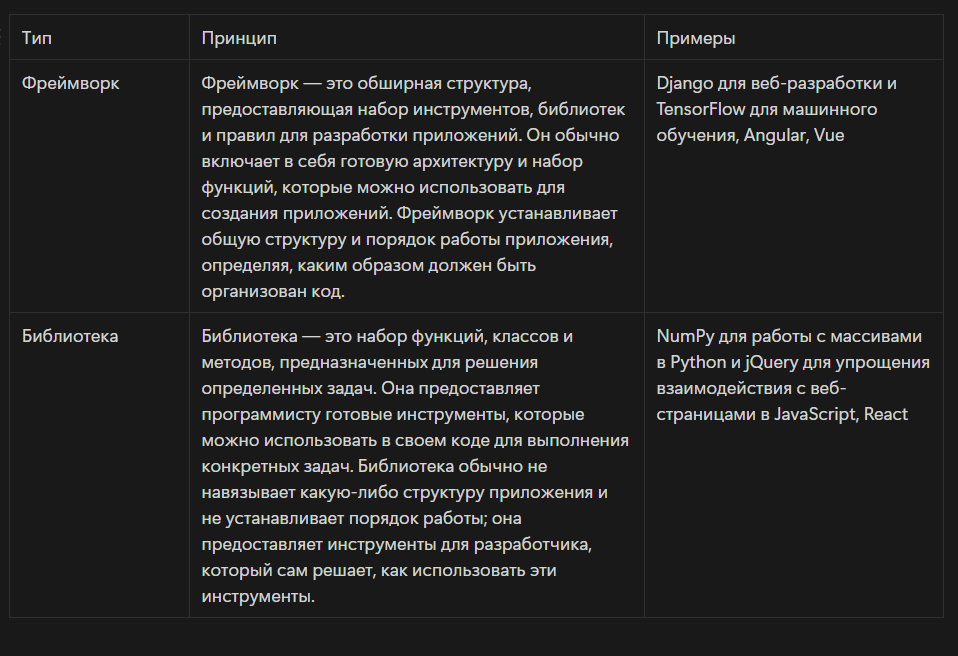 Тип
Принцип
Примеры
Фреймворк
Фреймворк — это обширная структура,
предоставляющая набор инструментов, библиотек
и правил для разработки приложений. Он обычно
включает в себя готовую архитектуру и набор
функций, которые можно использовать для
создания приложений. Фреймворк устанавливает
общую структуру и порядок работы приложения,
определяя, каким образом должен быть
организован код.
Django для веб-разработки и
TensorFlow для машинного
обучения, Angular, Vue
Библиотека
Библиотека — это набор функций, классов и
методов, предназначенных для решения
определенных задач. Она предоставляет
программисту готовые инструменты, которые
можно использовать в своем коде для выполнения
конкретных задач. Библиотека обычно не
навязывает какую-либо структуру приложения и
не устанавливает порядок работы; она
предоставляет инструменты для разработчика,
который сам решает, как использовать эти
инструменты.
NumPy для работы с массивами
в Python и jQuery для упрощения
взаимодействия с веб-
страницами в JavaScript, React